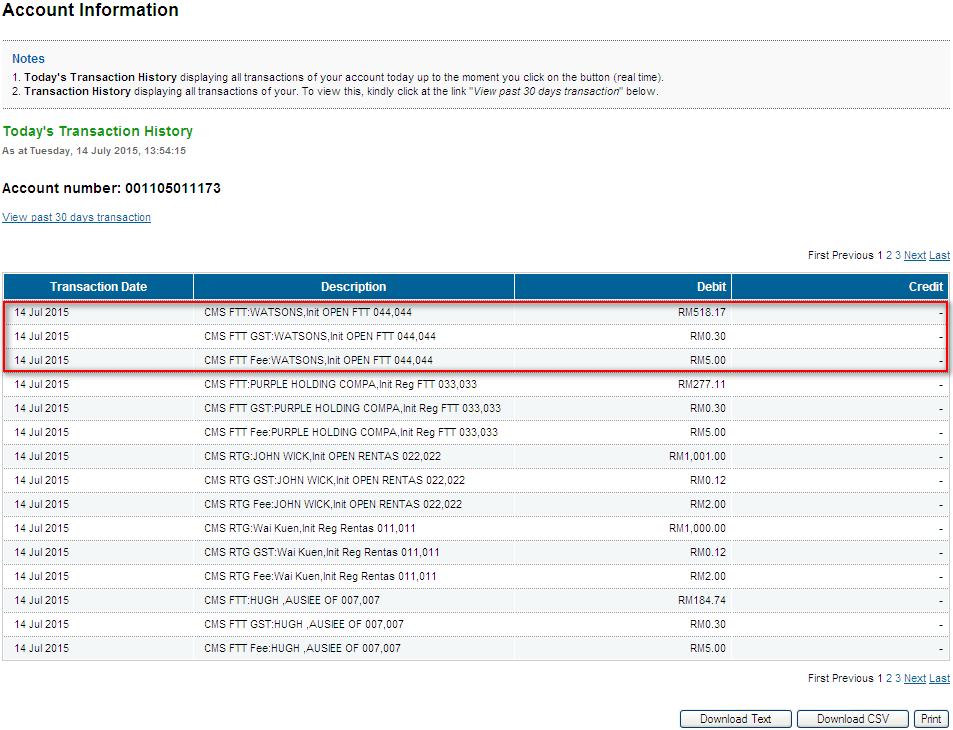 Account Information
Notes
1. Today's Transaction History displaying all transactions of your account today up to the moment you click on the button (real time).
2. Transaction History displaying all transactions of your. To view this, kindly click at the link "View past 30 days transaction" below.
Today's Transaction History
As at Tuesday, 14 July 2015, 13:54:15
Account number: 001105011173
View past 30 days transaction
First Previous 1 2 3 Next Last
Transaction Date Description Debit Credit
14 Jul 2015 CMS FTT:WATSONS,Init OPEN FTT 044,044 RM518.17 -
14 Jul 2015 CMS FTT GST:WATSONS,Init OPEN FTT 044,044 RM0.30 -
14 Jul 2015 CMS FTT Fee:WATSONS,Init OPEN FTT 044,044 RM5.00 -
14 Jul 2015 CMS FTT:PURPLE HOLDING COMPA,Init Reg FTT 033,033 RM277.11 -
14 Jul 2015 CMS FTT GST:PURPLE HOLDING COMPA,Init Reg FTT 033,033 RM0.30 -
14 Jul 2015 CMS FTT Fee:PURPLE HOLDING COMPA,Init Reg FTT 033,033 RM5.00 -
14 Jul 2015 CMS RTG:JOHN WICK,Init OPEN RENTAS 022,022 RM1,001.00 -
14 Jul 2015 CMS RTG GST:JOHN WICK,Init OPEN RENTAS 022,022 RM0.12 -
14 Jul 2015 CMS RTG Fee:JOHN WICK,Init OPEN RENTAS 022,022 RM2.00 -
14 Jul 2015 CMS RTG:Wai Kuen,Init Reg Rentas 011,011 RM1,000.00 -
14 Jul 2015 CMS RTG GST:Wai Kuen,Init Reg Rentas 011,011 RM0.12 -
14 Jul 2015 CMS RTG Fee:Wai Kuen,Init Reg Rentas 011,011 RM2.00 -
14 Jul 2015 CMS FTT:HUGH ,AUSIEE OF 007,007 RM184.74 -
14 Jul 2015 CMS FTT GST:HUGH ,AUSIEE OF 007,007 RM0.30 -
14 Jul 2015 CMS FTT Fee:HUGH ,AUSIEE OF 007,007 RM5.00 -
First Previous 1 2 3 Next Last
Download Text Download CSV Print